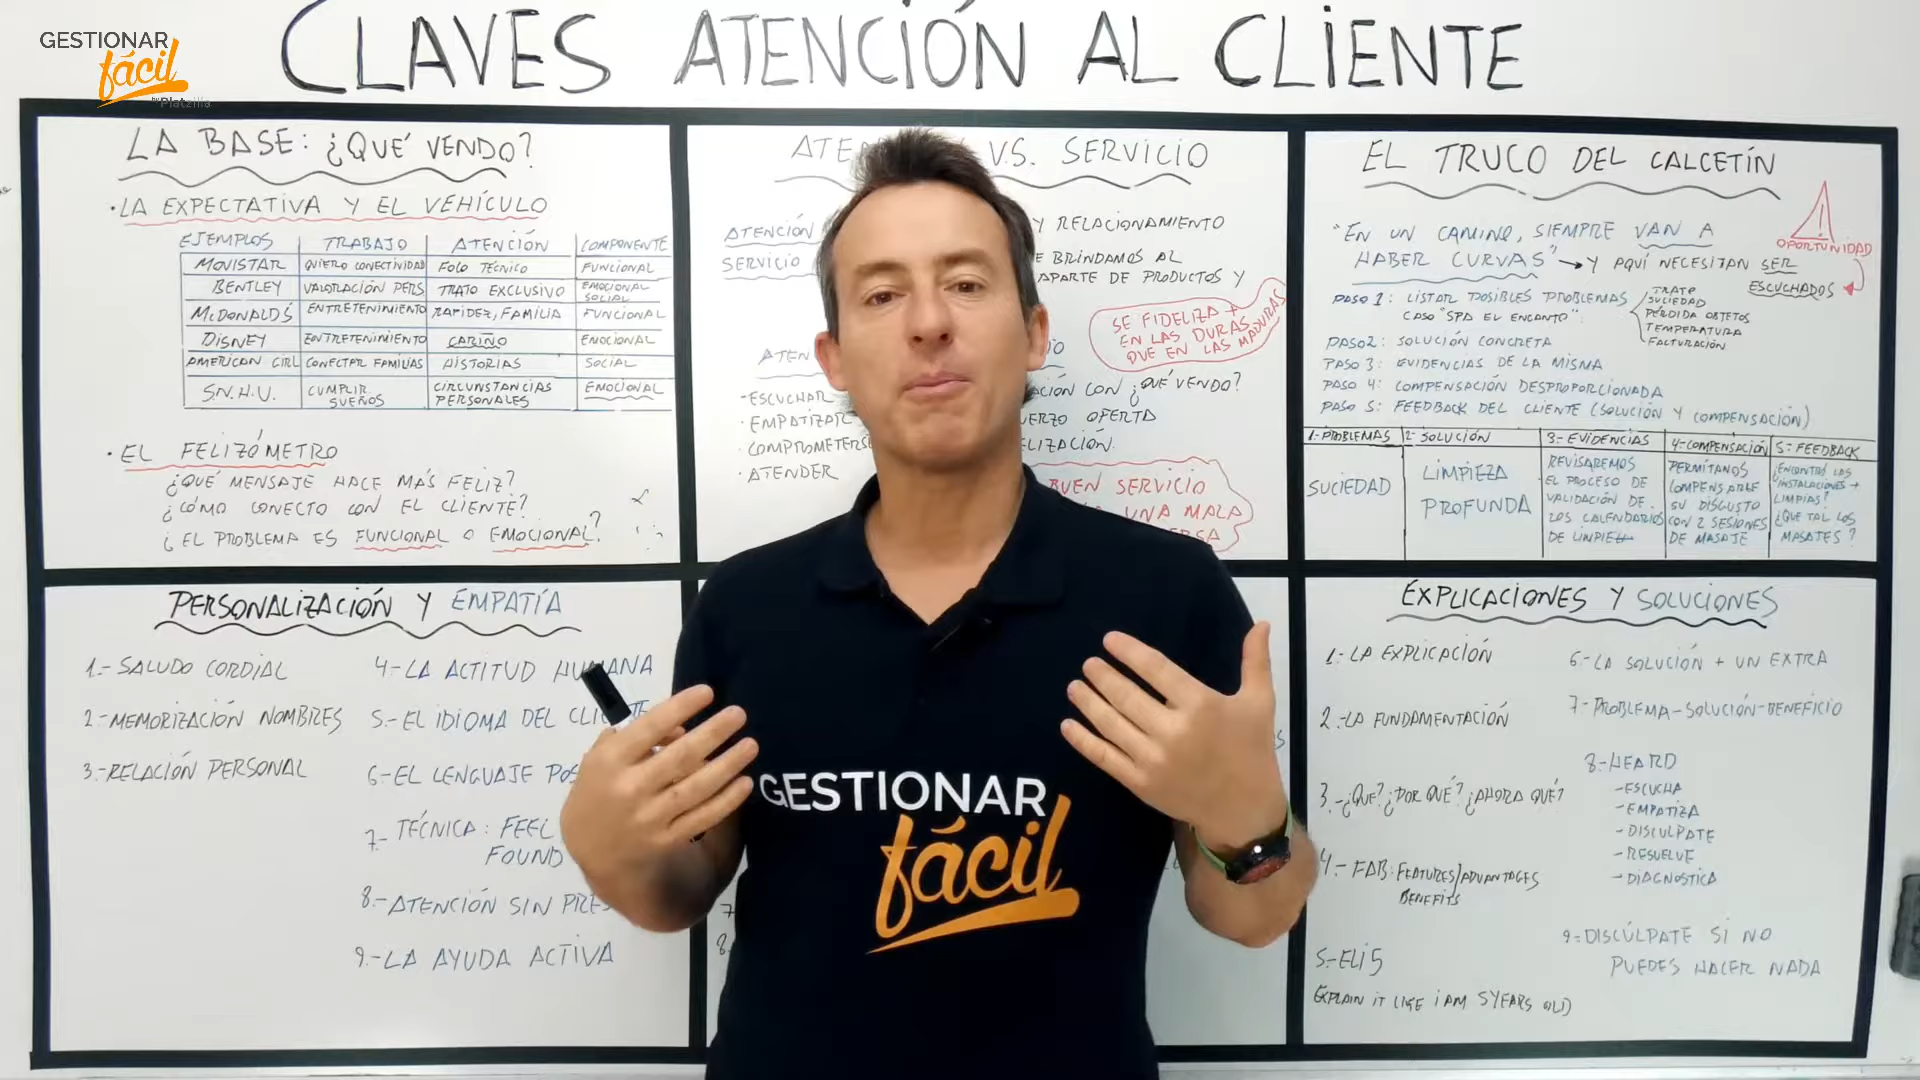 GESTIONAR
fácil
by Platzilla
CLAVES ATENCIÓN AL CLIENTE
LA BASE: ¿QUÉ VENDO?
·LA EXPECTATIVA Y EL VEHÍCULO
EJEMPLOS TRABAJO ATENCIÓN COMPONENTE
MOVISTAR QUIERO CONECTIVIDAD FOCO TÉCNICO FUNCIONAL
BENTLEY VALORACIÓN PERS TRATO EXCLUSIVO EMOCIONAL SOCIAL
McDONALD'S ENTRETENIMIENTO RAPIDEZ, FAMILIA FUNCIONAL
DISNEY ENTRETENIMIENTO CARIÑO EMOCIONAL
AMERICAN GIRL CONECTAR FAMILIAS HISTORIAS SOCIAL
S.N.H.U. CUMPLIR SUEÑOS CIRCUNSTANCIAS PERSONALES EMOCIONAL
· EL FELIZÓMETRO
¿QUÉ MENSAJE HACE MÁS FELIZ?
¿CÓMO CONECTO CON EL CLIENTE?
¿EL PROBLEMA ES FUNCIONAL O EMOCIONAL?
V.S. SERVICIO
ATENCIÓN Y RELACIONAMIENTO
SERVICIO BRINDAMOS AL
APARTE DE PRODUCTOS Y
SE FIDELIZA +
EN LAS DURAS
QUE EN LAS MADURAS
CON ¿QUÉ VENDO?
·ESCUCHAR
·EMPATIZAR OFERTA
·COMPROMETERSE
·ATENDER
BUEN SERVICIO
UNA MALA
EL TRUCO DEL CALCETÍN
"EN UN CAMINO, SIEMPRE VAN A
HABER CURVAS" → Y AQUÍ NECESITAN SER
ESCUCHADOS
!
OPORTUNIDAD
PASO 1: LISTAR POSIBLES PROBLEMAS
CASO "SPA EL ENCANTO":
TRATO
SUCIEDAD
PÉRDIDA OBJETOS
TEMPERATURA
FACTURACIÓN
PASO 2: SOLUCIÓN CONCRETA
PASO 3: EVIDENCIAS DE LA MISMA
PASO 4: COMPENSACIÓN DESPROPORCIONADA
PASO 5: FEEDBACK DEL CLIENTE (SOLUCIÓN Y COMPENSACIÓN)
1-PROBLEMAS 2-SOLUCIÓN 3-EVIDENCIAS 4-COMPENSACIÓN 5-FEEDBACK
SUCIEDAD
LIMPIEZA
PROFUNDA
REVISAREMOS
EL PROCESO DE
VALIDACIÓN DE
LOS CALENDARIOS
DE LIMPIEZA
PERMÍTANOS
COMPENSARLE
SU DISGUSTO
CON 2 SESIONES
DE MASAJE
¿ENCONTRÓ LAS
INSTALACIONES +
LIMPIAS?
¿QUE TAL LOS
MASAJES?
PERSONALIZACIÓN Y EMPATÍA
1.-SALUDO CORDIAL
2.-MEMORIZACIÓN NOMBRES
3.-RELACIÓN PERSONAL
4.-LA ACTITUD HUMANA
5.-EL IDIOMA DEL
6-EL LENGUAJE
7- TÉCNICA: FEEL
FOUND
8.-ATENCIÓN SIN
9.-LA AYUDA ACTIVA
GESTIONAR
fácil
EXPLICACIONES Y SOLUCIONES
1.-LA EXPLICACIÓN
2.-LA FUNDAMENTACIÓN
3.-¿QUE? ¿POR QUÉ? ¿AHORA QUÉ?
4.- FAB: FEATURES/ADVANTAGES
BENEFITS
5.-ELI5
EXPLAIN IT LIKE I AM 5 YEARS OLD
6.-LA SOLUCIÓN + UN EXTRA
7-PROBLEMA-SOLUCIÓN-BENEFICIO
8.-HEARD
-ESCUCHA
-EMPATIZA
-DISCULPATE
-RESUELVE
-DIAGNOSTICA
9-DISCÚLPATE SI NO
PUEDES HACER NADA